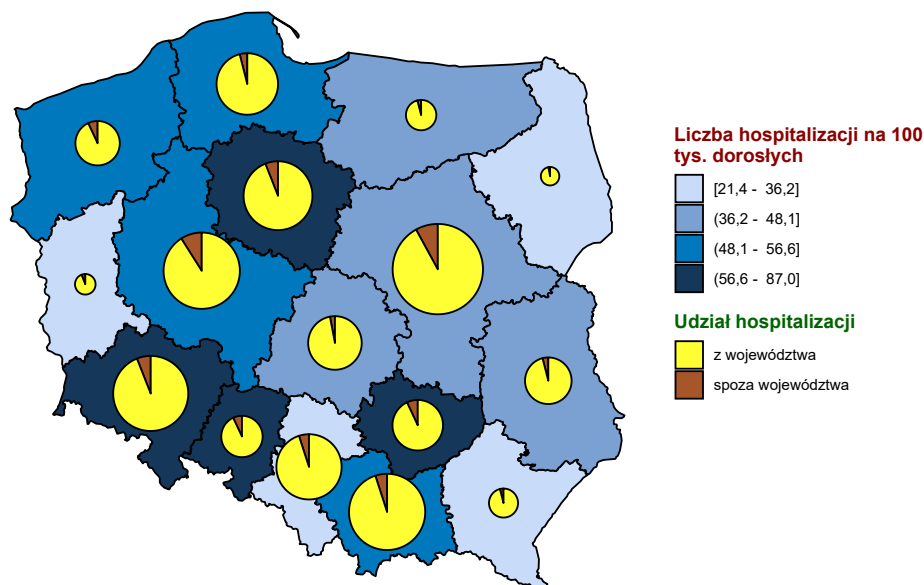 Liczba hospitalizacji na 100
tys. dorosłych
[21,4 - 36,2]
(36,2 - 48,1]
(48,1 - 56,6]
(56,6 - 87,0]
Udział hospitalizacji
z województwa
spoza województwa